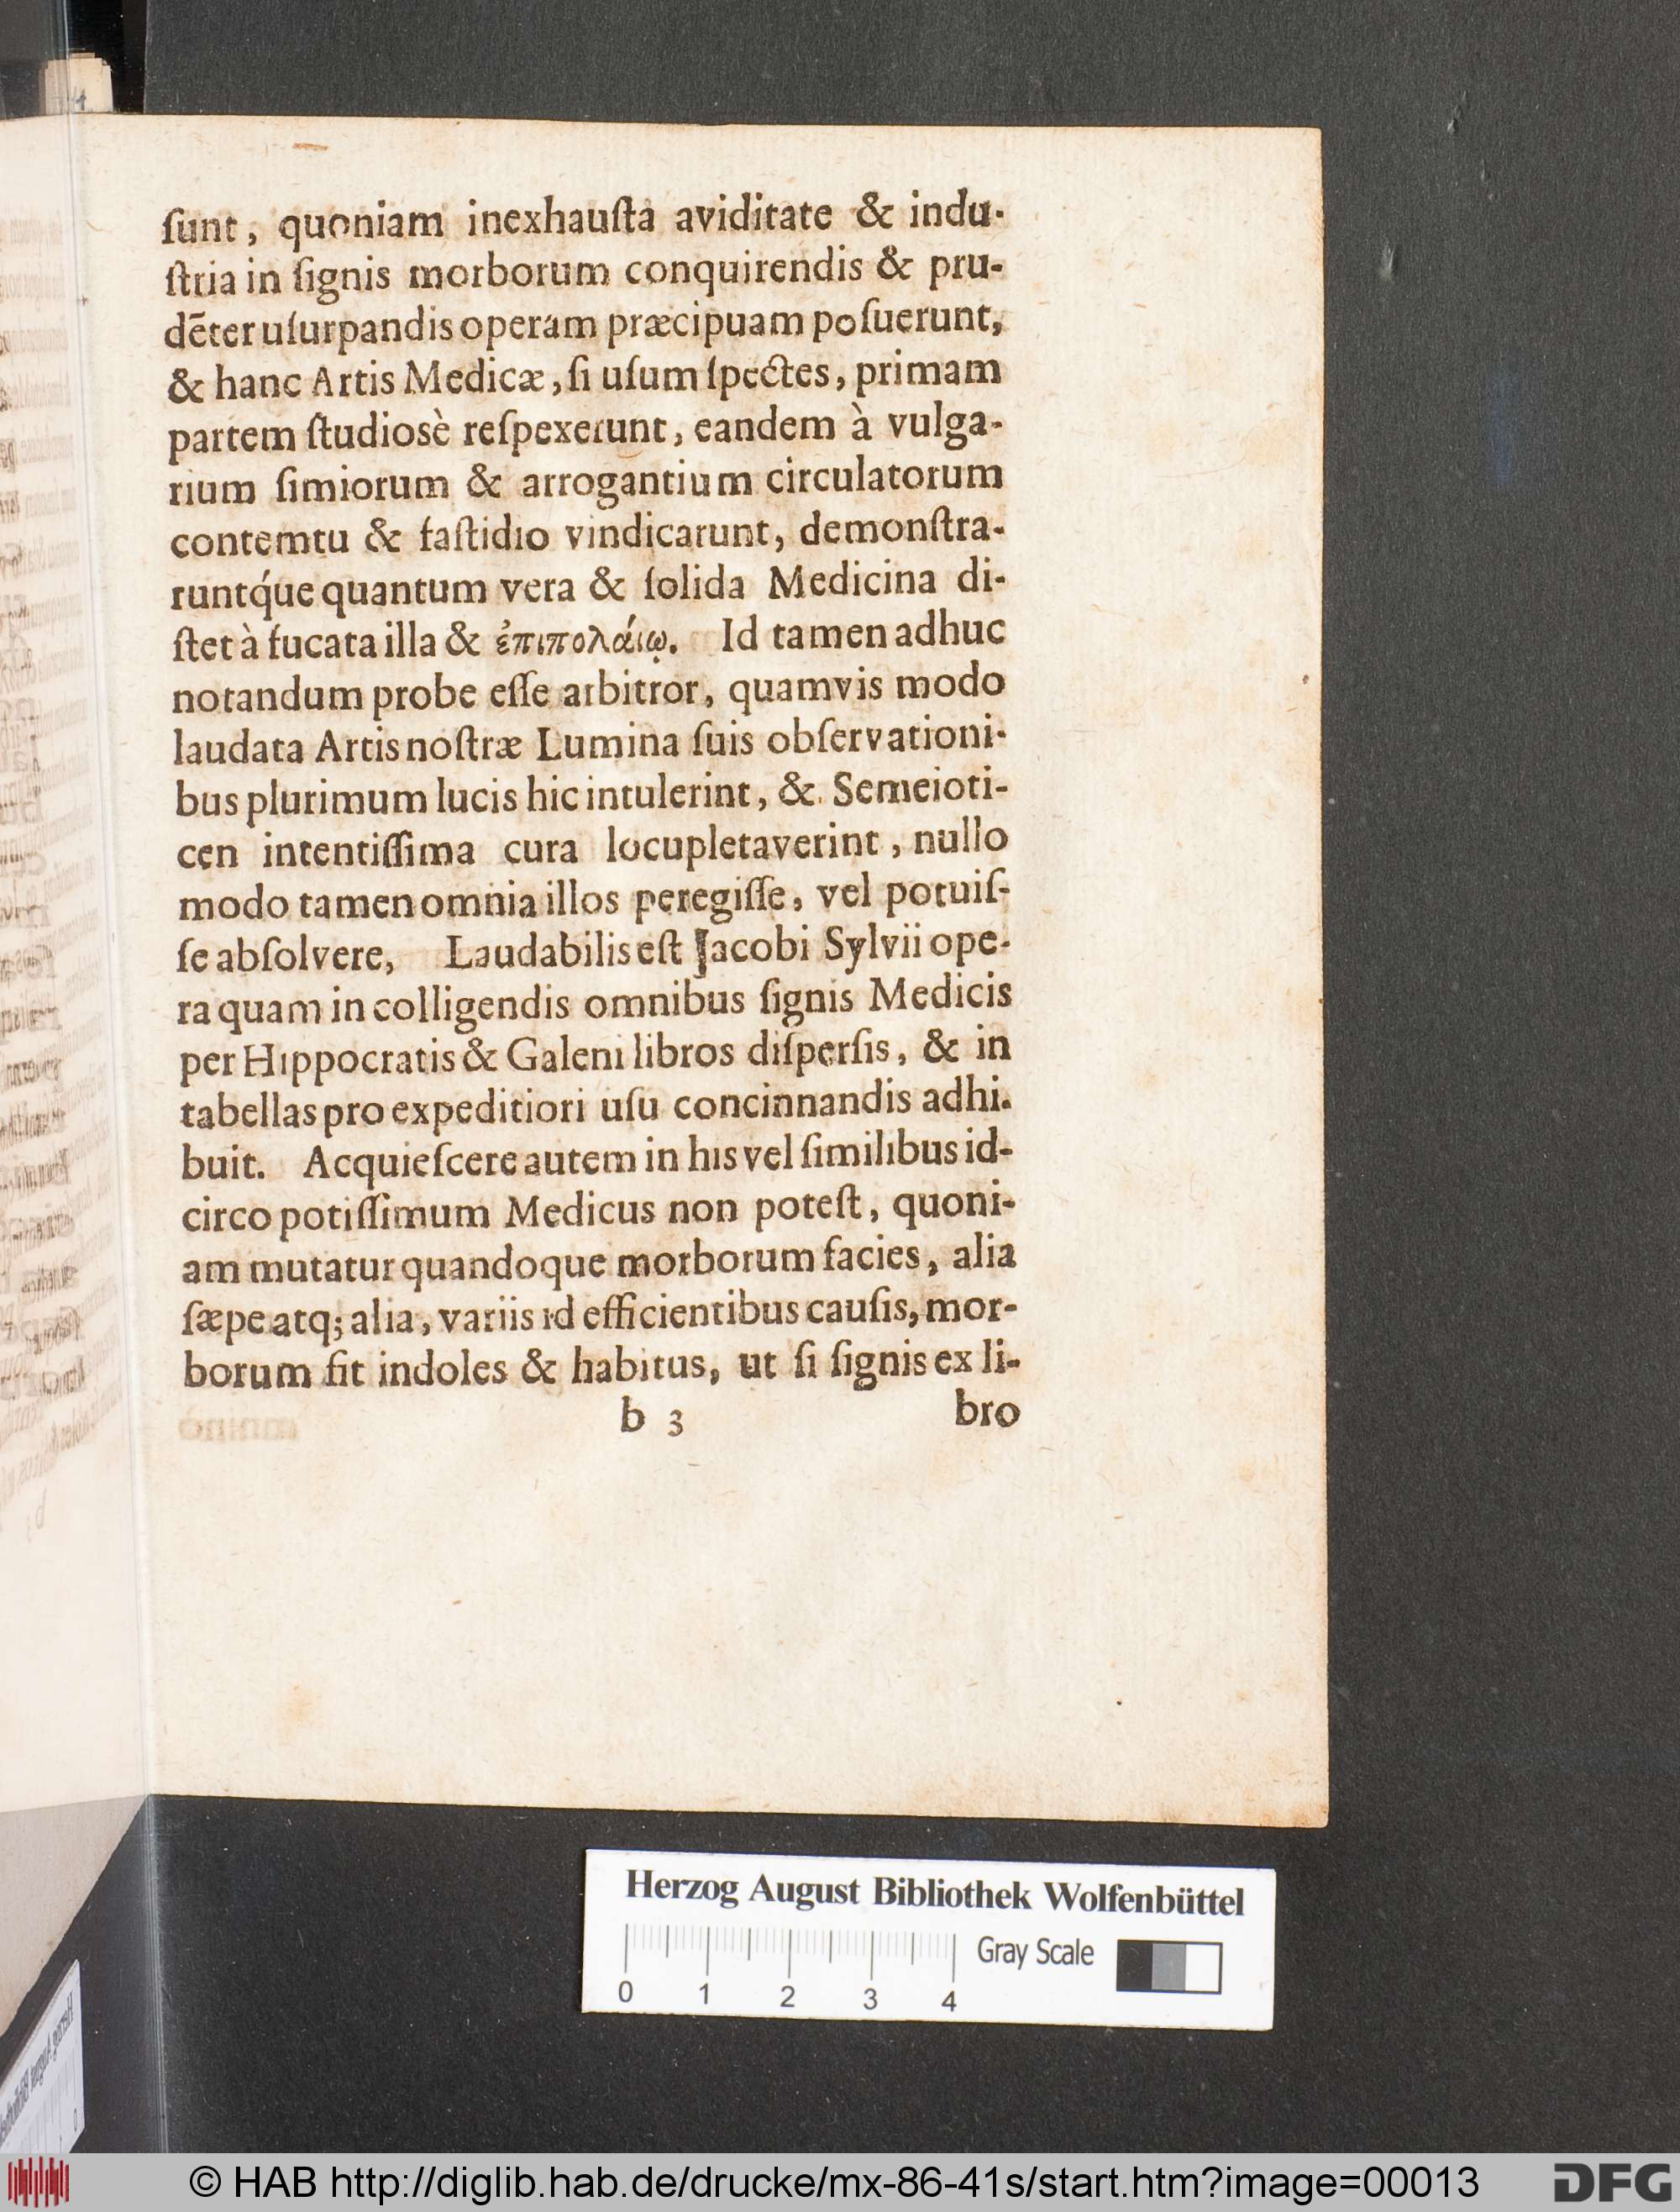 ſunt, quoniam inexhauſta aviditate & indu-
ſtria in ſignis morborum conquirendis & pru-
dēter uſurpandis operam præcipuam poſuerunt,
& hanc Artis Medicæ, ſi uſum ſpectes, primam
partem ſtudiosè reſpexerunt, eandem à vulga-
rium ſimiorum & arrogantium circulatorum
contemtu & faſtidio vindicarunt, demonſtra-
runtq́ue quantum vera & ſolida Medicina di-
ſtet à fucata illa & ἐπιπολάιῳ. Id tamen adhuc
notandum probe eſſe arbitror, quamvis modo
laudata Artis noſtræ Lumina ſuis obſervationi-
bus plurimum lucis hic intulerint, & Semeioti-
cen intentiſſima cura locupletaverint, nullo
modo tamen omnia illos peregiſſe, vel potuiſ-
ſe abſolvere, Laudabilis eſt Jacobi Sylvii ope-
ra quam in colligendis omnibus ſignis Medicis
per Hippocratis & Galeni libros diſperſis, & in
tabellas pro expeditiori uſu concinnandis adhi-
buit. Acquieſcere autem in his vel ſimilibus id-
circo potiſſimum Medicus non poteſt, quoni-
am mutatur quandoque morborum facies, alia
ſæpe atq; alia, variis id efficientibus cauſis, mor-
borum fit indoles & habitus, ut ſi ſignis ex li-
b 3 bro
Herzog August Bibliothek Wolfenbüttel
0 1 2 3 4 Gray Scale
© HAB http://diglib.hab.de/drucke/mx-86-41s/start.htm?image=00013 DFG